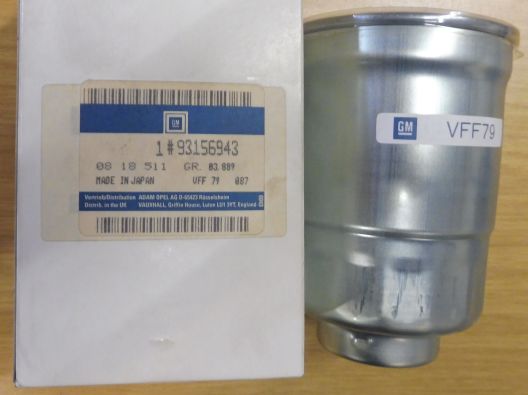 GM
1 # 93156943
08 18 511 GR. 03.889
MADE IN JAPAN VFF 79 087
Vertrieb/Distribution ADAM OPEL AG D-65423 Rüsselsheim
Distrib. in the UK VAUXHALL, Griffin House, Luton LU1 3YT, England
GM VFF79